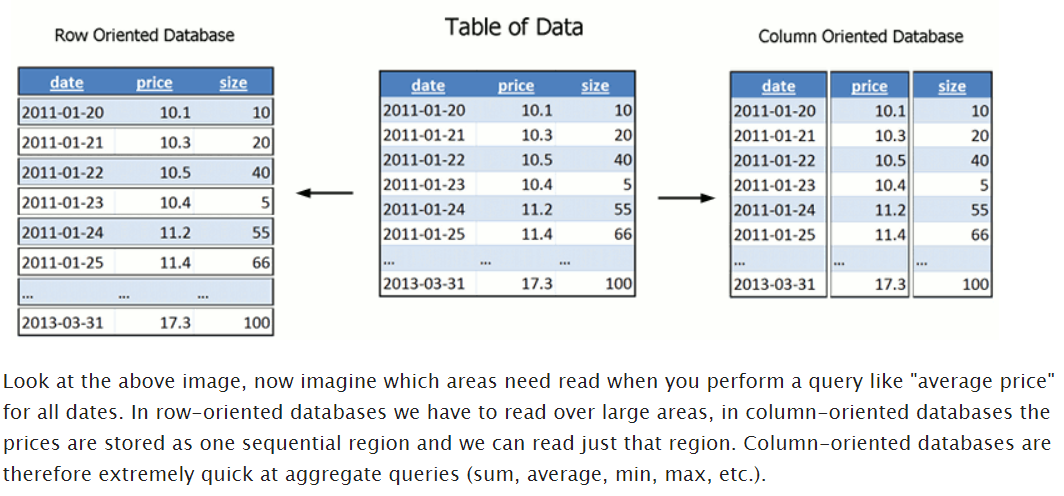 Row Oriented Database
date price size
2011-01-20 10.1 10
2011-01-21 10.3 20
2011-01-22 10.5 40
2011-01-23 10.4 5
2011-01-24 11.2 55
2011-01-25 11.4 66
... ... ...
2013-03-31 17.3 100
Table of Data
date price size
2011-01-20 10.1 10
2011-01-21 10.3 20
2011-01-22 10.5 40
2011-01-23 10.4 5
2011-01-24 11.2 55
2011-01-25 11.4 66
... ... ...
2013-03-31 17.3 100
Column Oriented Database
date price size
2011-01-20 10.1 10
2011-01-21 10.3 20
2011-01-22 10.5 40
2011-01-23 10.4 5
2011-01-24 11.2 55
2011-01-25 11.4 66
... ... ...
2013-03-31 17.3 100
Look at the above image, now imagine which areas need read when you perform a query like "average price"
for all dates. In row-oriented databases we have to read over large areas, in column-oriented databases the
prices are stored as one sequential region and we can read just that region. Column-oriented databases are
therefore extremely quick at aggregate queries (sum, average, min, max, etc.).